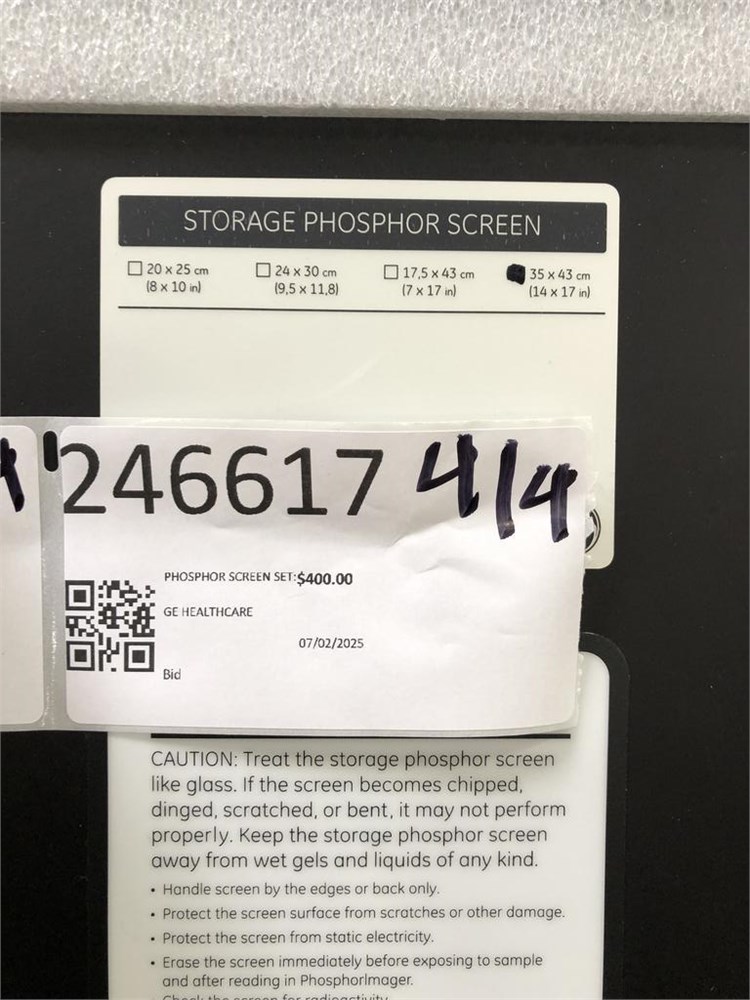 STORAGE PHOSPHOR SCREEN
20 x 25 cm
(8 x 10 in)
24 x 30 cm
(9,5 x 11,8)
17,5 x 43 cm
(7 x 17 in)
35 x 43 cm
(14 x 17 in)
246617 4/4
PHOSPHOR SCREEN SET:$400.00
GE HEALTHCARE
07/02/2025
Bid
CAUTION: Treat the storage phosphor screen
like glass. If the screen becomes chipped,
dinged, scratched, or bent, it may not perform
properly. Keep the storage phosphor screen
away from wet gels and liquids of any kind.
• Handle screen by the edges or back only.
• Protect the screen surface from scratches or other damage.
• Protect the screen from static electricity.
• Erase the screen immediately before exposing to sample
and after reading in PhosphorImager.
• Check the screen for radioactivity